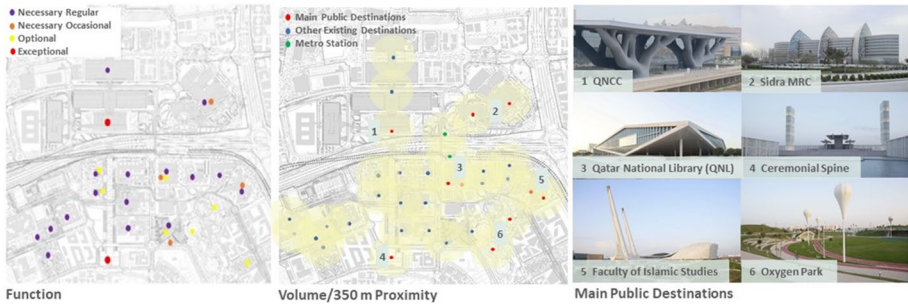 Necessary Regular
Necessary Occasional
Optional
Exceptional
Function
Main Public Destinations
Other Existing Destinations
Metro Station
1
2
3
5
6
4
Volume/350 m Proximity
1 QNCC
2 Sidra MRC
3 Qatar National Library (QNL)
4 Ceremonial Spine
5 Faculty of Islamic Studies
6 Oxygen Park
Main Public Destinations